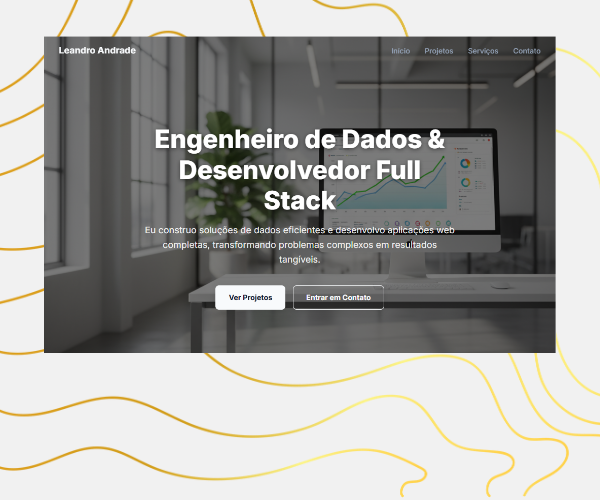 Leandro Andrade
Início Projetos Serviços Contato
Engenheiro de Dados &
Desenvolvedor Full
Stack
Eu construo soluções de dados eficientes e desenvolvo aplicações web
completas, transformando problemas complexos em resultados
tangíveis.
Ver Projetos Entrar em Contato